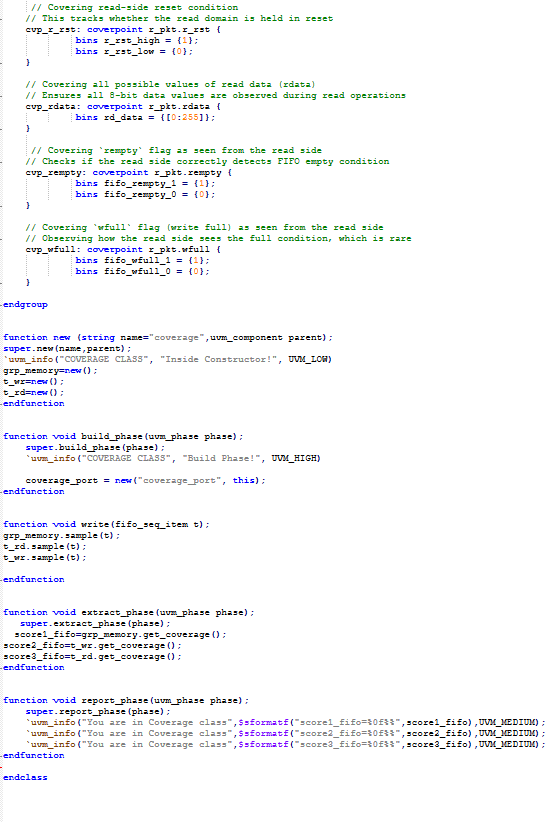 // Covering read-side reset condition
// This tracks whether the read domain is held in reset
cvp_r_rst: coverpoint r_pkt.r_rst {
bins r_rst_high = {1};
bins r_rst_low = {0};
}
// Covering all possible values of read data (rdata)
// Ensures all 8-bit data values are observed during read operations
cvp_rdata: coverpoint r_pkt.rdata {
bins rd_data = {[0:255]};
}
// Covering `rempty` flag as seen from the read side
// Checks if the read side correctly detects FIFO empty condition
cvp_rempty: coverpoint r_pkt.rempty {
bins fifo_rempty_1 = {1};
bins fifo_rempty_0 = {0};
}
// Covering `wfull` flag (write full) as seen from the read side
// Observing how the read side sees the full condition, which is rare
cvp_wfull: coverpoint r_pkt.wfull {
bins fifo_wfull_1 = {1};
bins fifo_wfull_0 = {0};
}
endgroup
function new (string name="coverage",uvm_component parent);
super.new(name,parent);
`uvm_info("COVERAGE CLASS", "Inside Constructor!", UVM_LOW)
grp_memory=new();
t_wr=new();
t_rd=new();
endfunction
function void build_phase(uvm_phase phase);
super.build_phase(phase);
`uvm_info("COVERAGE CLASS", "Build Phase!", UVM_HIGH)
coverage_port = new("coverage_port", this);
endfunction
function void write(fifo_seq_item t);
grp_memory.sample(t);
t_rd.sample(t);
t_wr.sample(t);
endfunction
function void extract_phase(uvm_phase phase);
super.extract_phase(phase);
score1_fifo=grp_memory.get_coverage();
score2_fifo=t_wr.get_coverage();
score3_fifo=t_rd.get_coverage();
endfunction
function void report_phase(uvm_phase phase);
super.report_phase(phase);
`uvm_info("You are in Coverage class",$sformatf("score1_fifo=%0f%%",score1_fifo),UVM_MEDIUM);
`uvm_info("You are in Coverage class",$sformatf("score2_fifo=%0f%%",score2_fifo),UVM_MEDIUM);
`uvm_info("You are in Coverage class",$sformatf("score3_fifo=%0f%%",score3_fifo),UVM_MEDIUM);
endfunction
endclass